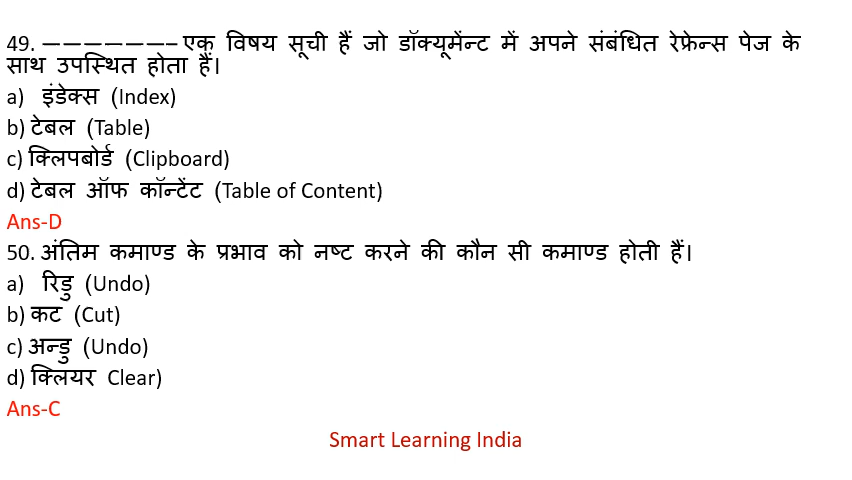 49. ——————— एक विषय सूची हैं जो डॉक्यूमेंन्ट में अपने संबंधित रेफ्रेन्स पेज के
साथ उपस्थित होता हैं।
a) इंडेक्स (Index)
b) टेबल (Table)
c) क्लिपबोर्ड (Clipboard)
d) टेबल ऑफ कॉन्टेंट (Table of Content)
Ans-D
50. अंतिम कमाण्ड के प्रभाव को नष्ट करने की कौन सी कमाण्ड होती हैं।
a) रिडु (Undo)
b) कट (Cut)
c) अन्डु (Undo)
d) क्लियर Clear)
Ans-C
Smart Learning India